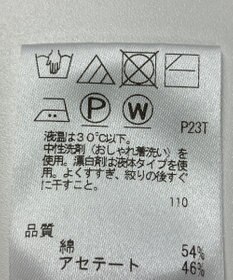 P W
P23T
液温は30℃以下。
中性洗剤(おしゃれ着洗い)を
使用。漂白剤は液体タイプを使
用。よくすすぎ、絞りの後すぐ
に干すこと。
110
品質
綿 54%
アセテート 46%